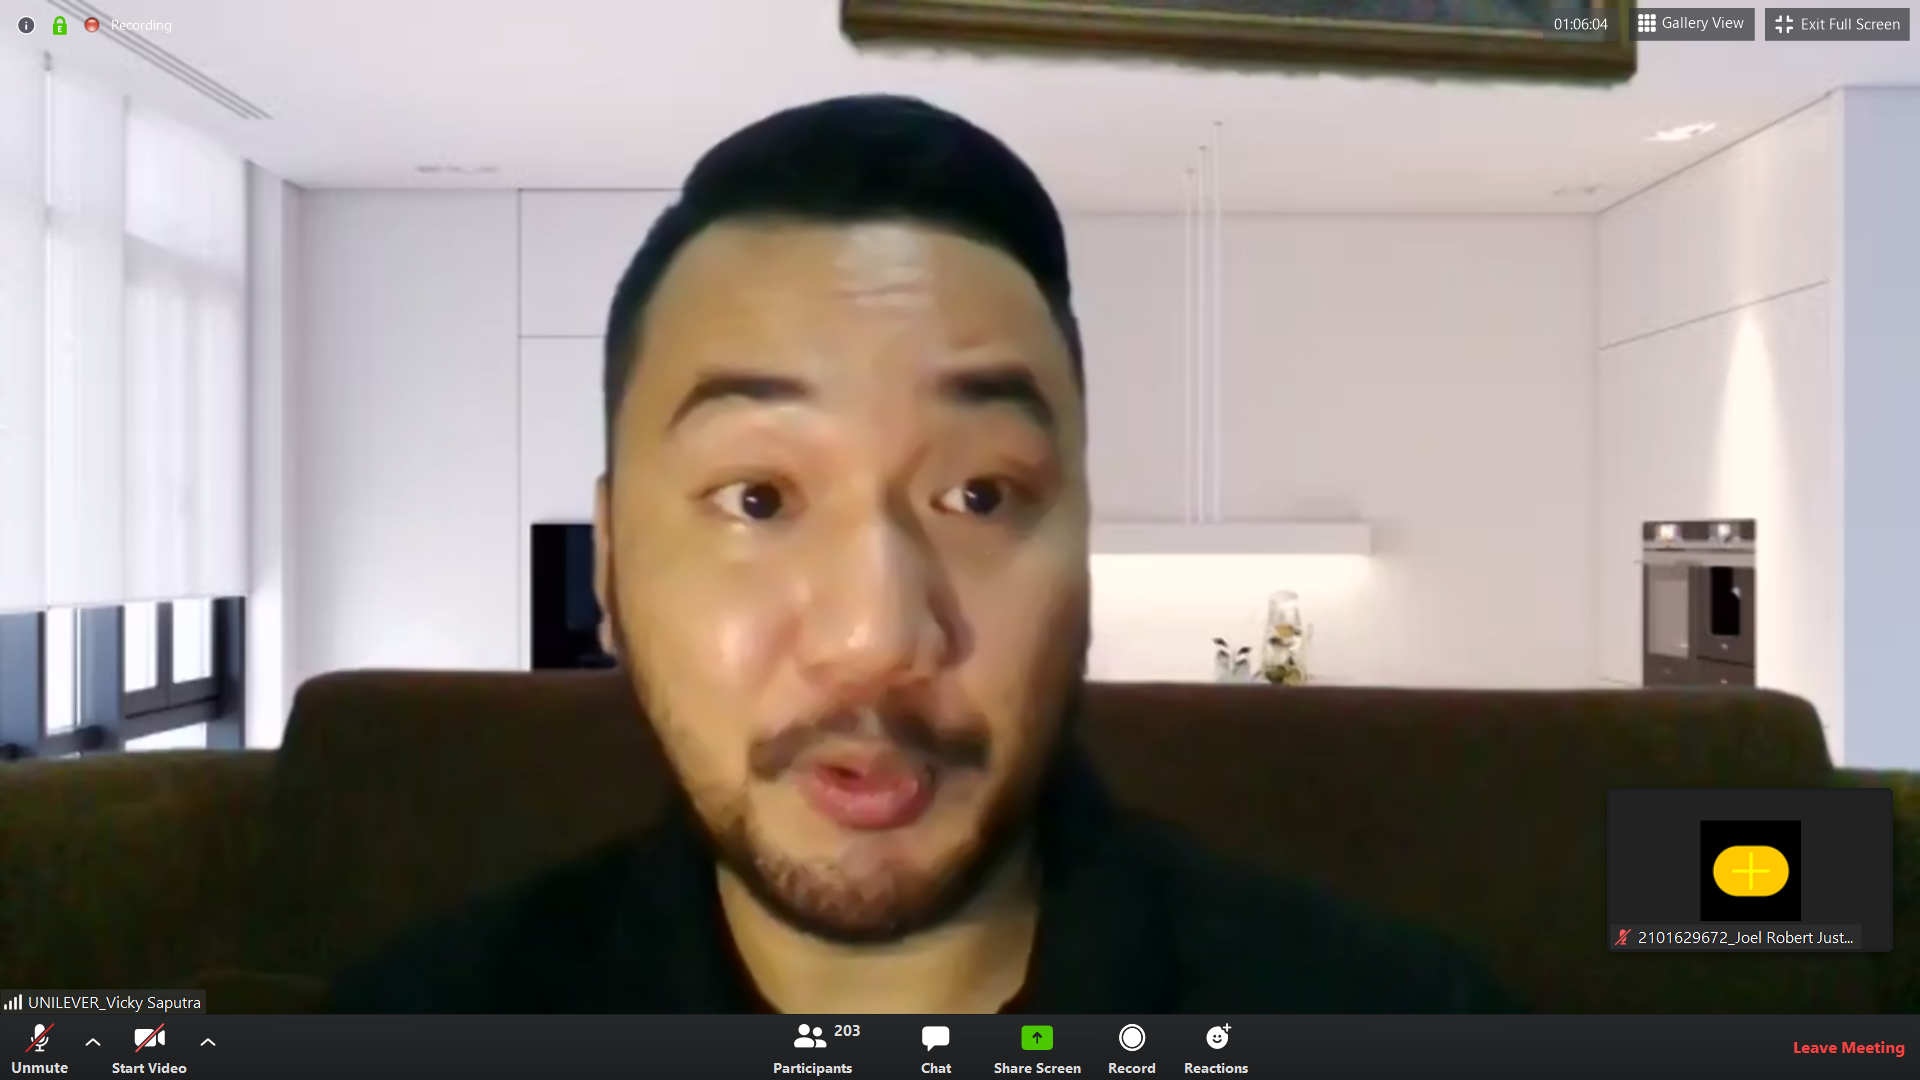 Recording
01:06:04
Gallery View
Exit Full Screen
2101629672_Joel Robert Just...
UNILEVER_Vicky Saputra
Unmute
Start Video
203
Participants
Chat
Share Screen
Record
Reactions
Leave Meeting